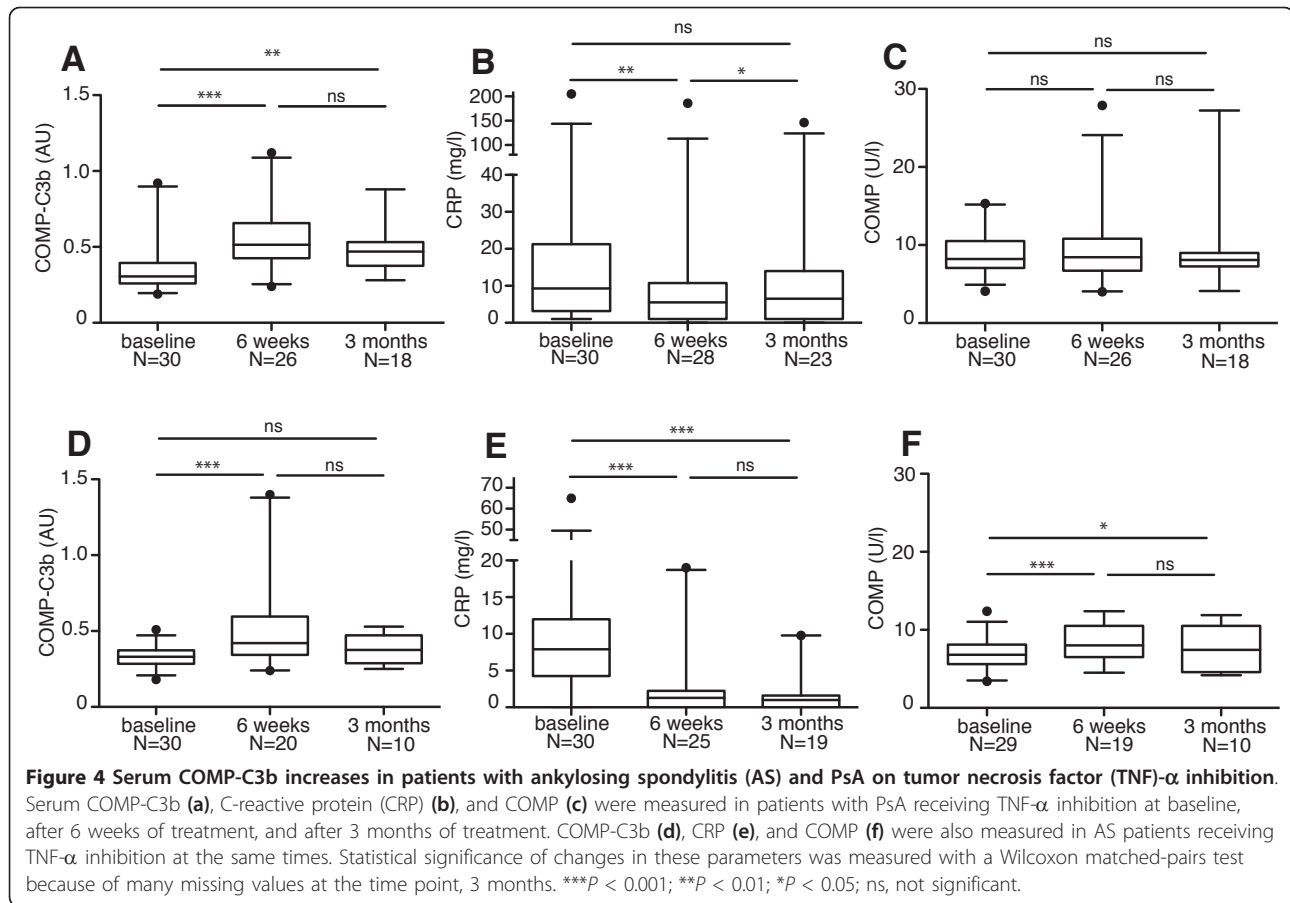 A
**
***
ns
1.5
1.0
0.5
0
COMP-C3b (AU)
baseline
N=30
6 weeks
N=26
3 months
N=18
B
ns
**
*
200
150
100
40
30
20
10
0
CRP (mg/l)
baseline
N=30
6 weeks
N=28
3 months
N=23
C
ns
ns
ns
30
20
10
0
COMP (U/l)
baseline
N=30
6 weeks
N=26
3 months
N=18
D
ns
***
ns
1.5
1.0
0.5
0
COMP-C3b (AU)
baseline
N=30
6 weeks
N=20
3 months
N=10
E
***
***
ns
70
60
50
20
15
10
5
0
CRP (mg/l)
baseline
N=30
6 weeks
N=25
3 months
N=19
F
*
***
ns
30
20
10
0
COMP (U/l)
baseline
N=29
6 weeks
N=19
3 months
N=10
Figure 4 Serum COMP-C3b increases in patients with ankylosing spondylitis (AS) and PsA on tumor necrosis factor (TNF)-α inhibition.
Serum COMP-C3b (a), C-reactive protein (CRP) (b), and COMP (c) were measured in patients with PsA receiving TNF-α inhibition at baseline,
after 6 weeks of treatment, and after 3 months of treatment. COMP-C3b (d), CRP (e), and COMP (f) were also measured in AS patients receiving
TNF-α inhibition at the same times. Statistical significance of changes in these parameters was measured with a Wilcoxon matched-pairs test
because of many missing values at the time point, 3 months. ***P < 0.001; **P < 0.01; *P < 0.05; ns, not significant.